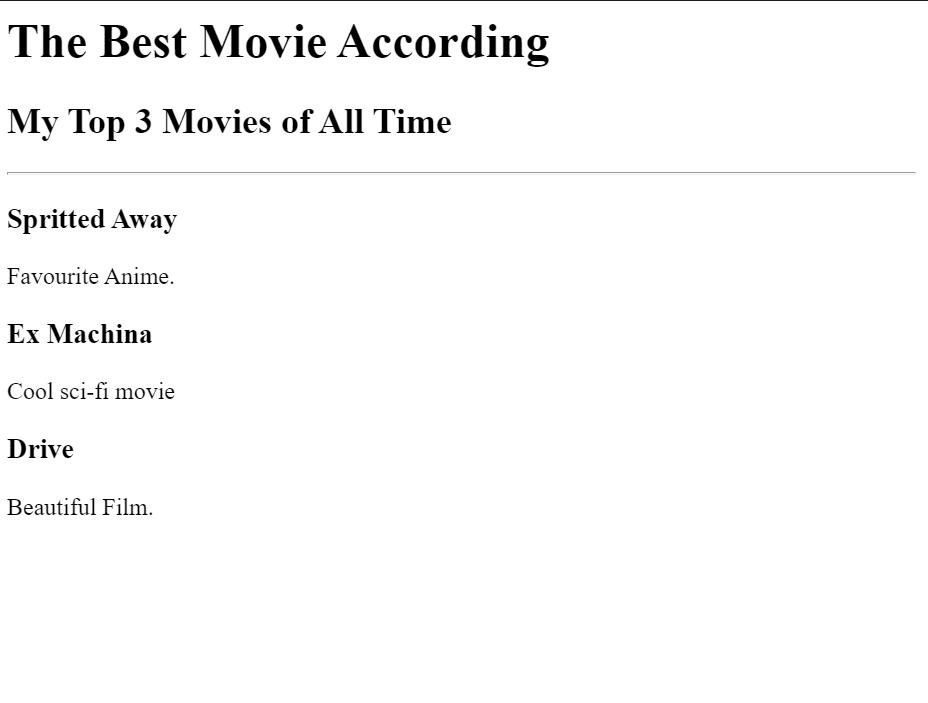 The Best Movie According
My Top 3 Movies of All Time
Spritted Away
Favourite Anime.
Ex Machina
Cool sci-fi movie
Drive
Beautiful Film.